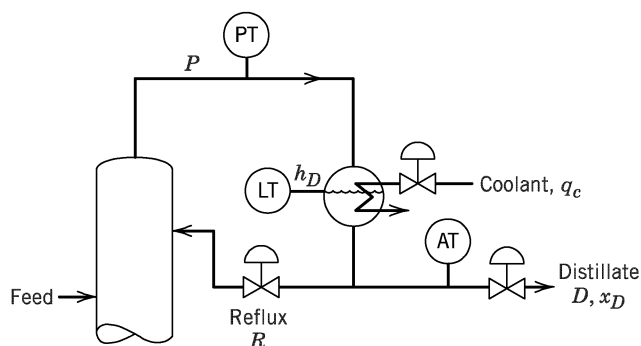 PT
P
h_D
LT
Coolant, q_c
AT
Distillate
D, x_D
Feed
Reflux
R